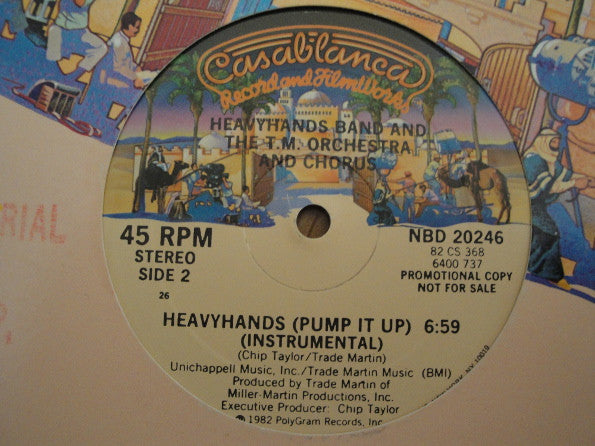 Casablanca
Record and FilmWorks
HEAVYHANDS BAND AND
THE T.M. ORCHESTRA
AND CHORUS
45 RPM
STEREO
SIDE 2
26
NBD 20246
82 CS 368
6400 737
PROMOTIONAL COPY
NOT FOR SALE
HEAVYHANDS (PUMP IT UP) 6:59
(INSTRUMENTAL)
(Chip Taylor/Trade Martin)
Unichappell Music, Inc./Trade Martin Music (BMI)
Produced by Trade Martin of
Miller-Martin Productions, Inc.
Executive Producer: Chip Taylor
℗ 1982 PolyGram Records, Inc.
RIAL